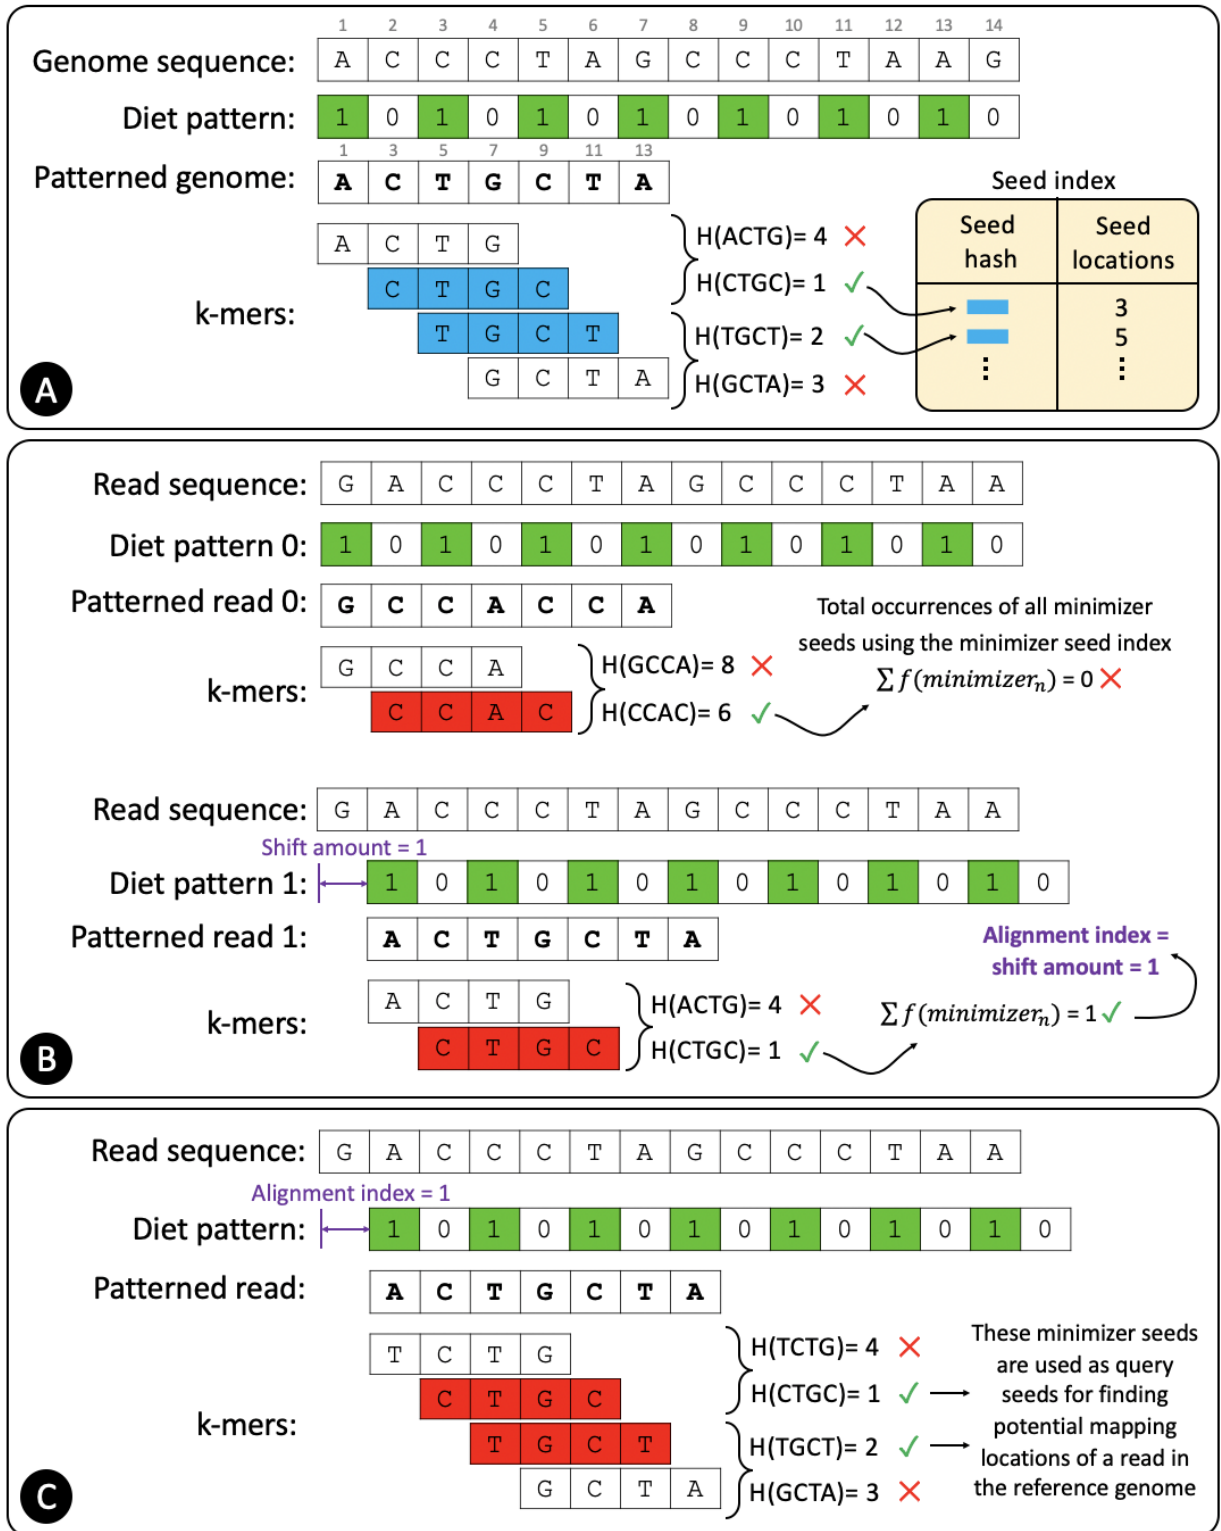 1 2 3 4 5 6 7 8 9 10 11 12 13 14
Genome sequence: A C C C T A G C C C T A A G
Diet pattern: 1 0 1 0 1 0 1 0 1 0 1 0 1 0
1 3 5 7 9 11 13
Patterned genome: A C T G C T A
Seed index
Seed hash
Seed locations
k-mers:
A C T G
C T G C
T G C T
G C T A
H(ACTG)= 4 ✕
H(CTGC)= 1 ✓
H(TGCT)= 2 ✓
H(GCTA)= 3 ✕
3
5
⋮ ⋮
A
Read sequence: G A C C C T A G C C C T A A
Diet pattern 0: 1 0 1 0 1 0 1 0 1 0 1 0 1 0
Patterned read 0: G C C A C C A
k-mers:
G C C A
C C A C
H(GCCA)= 8 ✕
H(CCAC)= 6 ✓
Total occurrences of all minimizer
seeds using the minimizer seed index
∑ f(minimizerₙ) = 0 ✕
Read sequence: G A C C C T A G C C C T A A
Shift amount = 1
Diet pattern 1: 1 0 1 0 1 0 1 0 1 0 1 0 1 0
Patterned read 1: A C T G C T A
k-mers:
A C T G
C T G C
H(ACTG)= 4 ✕
H(CTGC)= 1 ✓
∑ f(minimizerₙ) = 1 ✓
Alignment index =
shift amount = 1
B
Read sequence: G A C C C T A G C C C T A A
Alignment index = 1
Diet pattern: 1 0 1 0 1 0 1 0 1 0 1 0 1 0
Patterned read: A C T G C T A
k-mers:
T C T G
C T G C
T G C T
G C T A
H(TCTG)= 4 ✕
H(CTGC)= 1 ✓
H(TGCT)= 2 ✓
H(GCTA)= 3 ✕
These minimizer seeds
are used as query
seeds for finding
potential mapping
locations of a read in
the reference genome
C